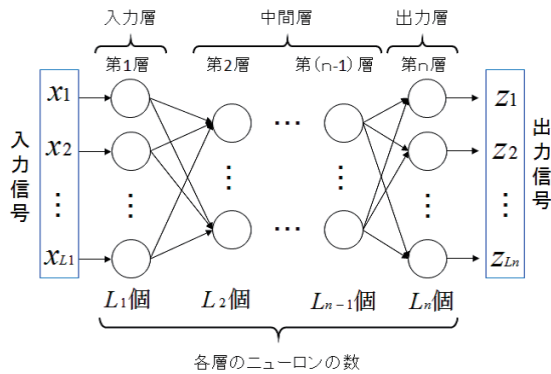 入力層 中間層 出力層
第1層 第2層 第(n-1)層 第n層
入力信号
x1
x2
⋮
xL1
… …
⋮ ⋮ ⋮ ⋮
z1
z2
⋮
zLn
出力信号
L1個 L2個 Ln-1個 Ln個
各層のニューロンの数